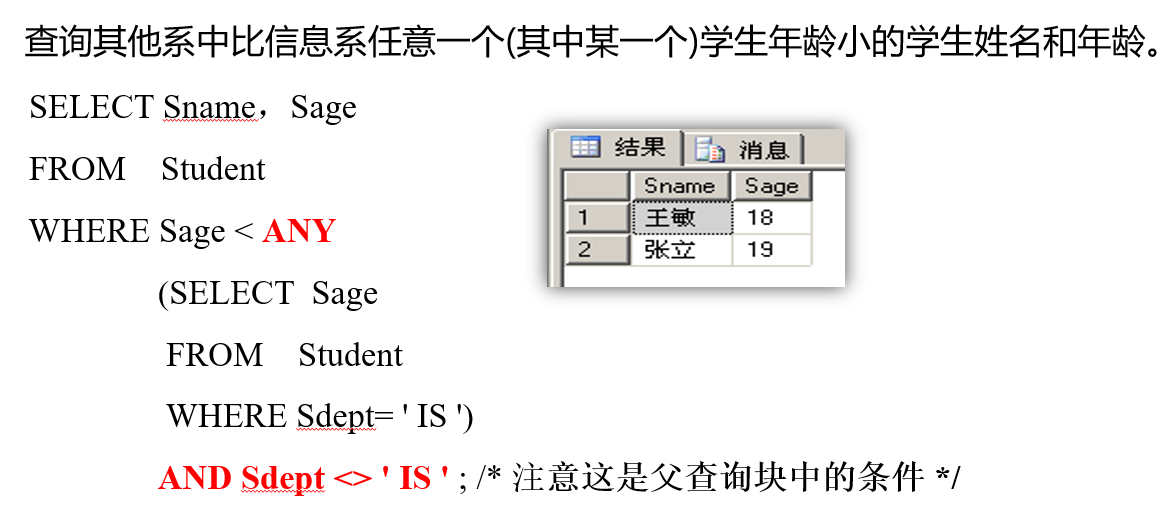 查询其他系中比信息系任意一个(其中某一个)学生年龄小的学生姓名和年龄。
SELECT Sname，Sage
FROM Student
WHERE Sage < ANY
(SELECT Sage
FROM Student
WHERE Sdept= ' IS ')
AND Sdept <> ' IS ' ; /* 注意这是父查询块中的条件 */
结果 消息
Sname Sage
1 王敏 18
2 张立 19